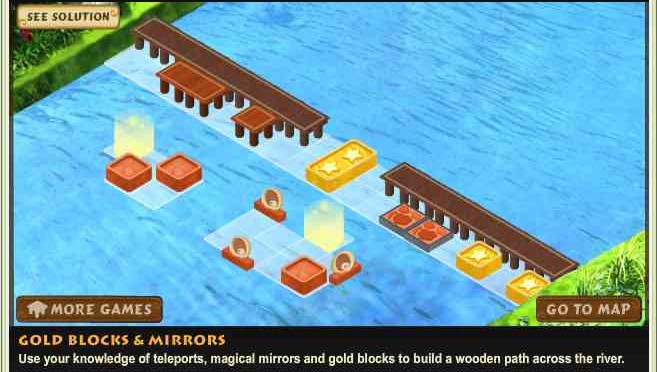 SEE SOLUTION
MORE GAMES
GO TO MAP
GOLD BLOCKS & MIRRORS
Use your knowledge of teleports, magical mirrors and gold blocks to build a wooden path across the river.